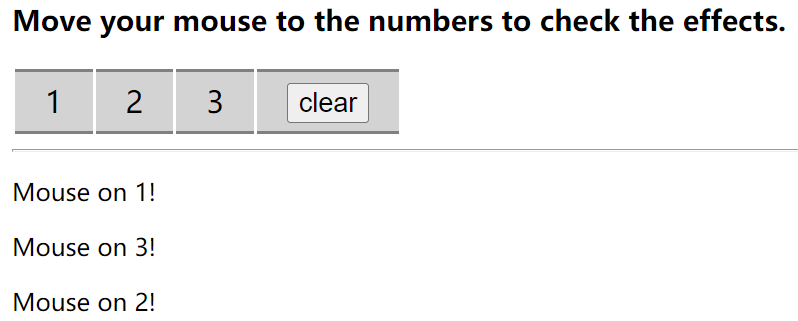 Move your mouse to the numbers to check the effects.
1 2 3 clear
Mouse on 1!
Mouse on 3!
Mouse on 2!